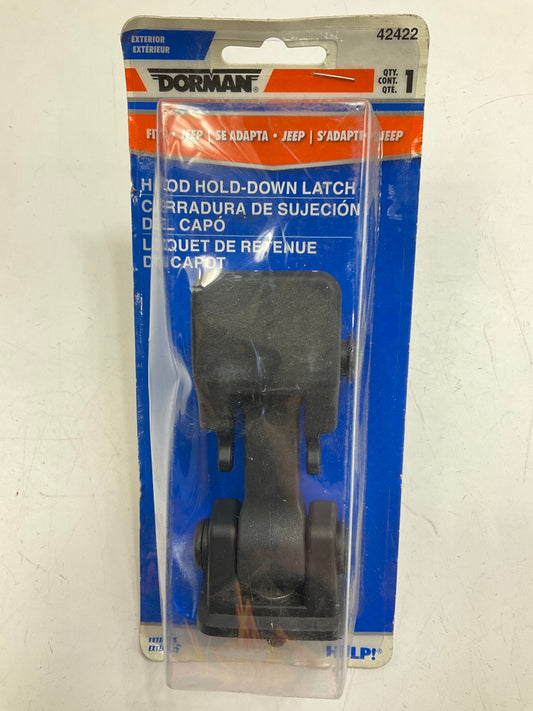 EXTERIOR
EXTÉRIEUR
42422
DORMAN®
QTY.
CONT.
QTÉ.
1
FITS • JEEP | SE ADAPTA • JEEP | S'ADAPTE • JEEP
HOOD HOLD-DOWN LATCH
CERRADURA DE SUJECIÓN
DEL CAPÓ
LOQUET DE RETENUE
DU CAPOT
HELP!®